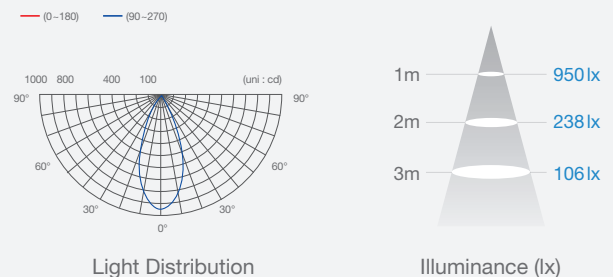 (0~180) (90~270)
1000 800 400 100 (uni : cd)
90° 90°
60° 60°
30° 30°
0°
Light Distribution
1m 950 lx
2m 238 lx
3m 106 lx
Illuminance (lx)